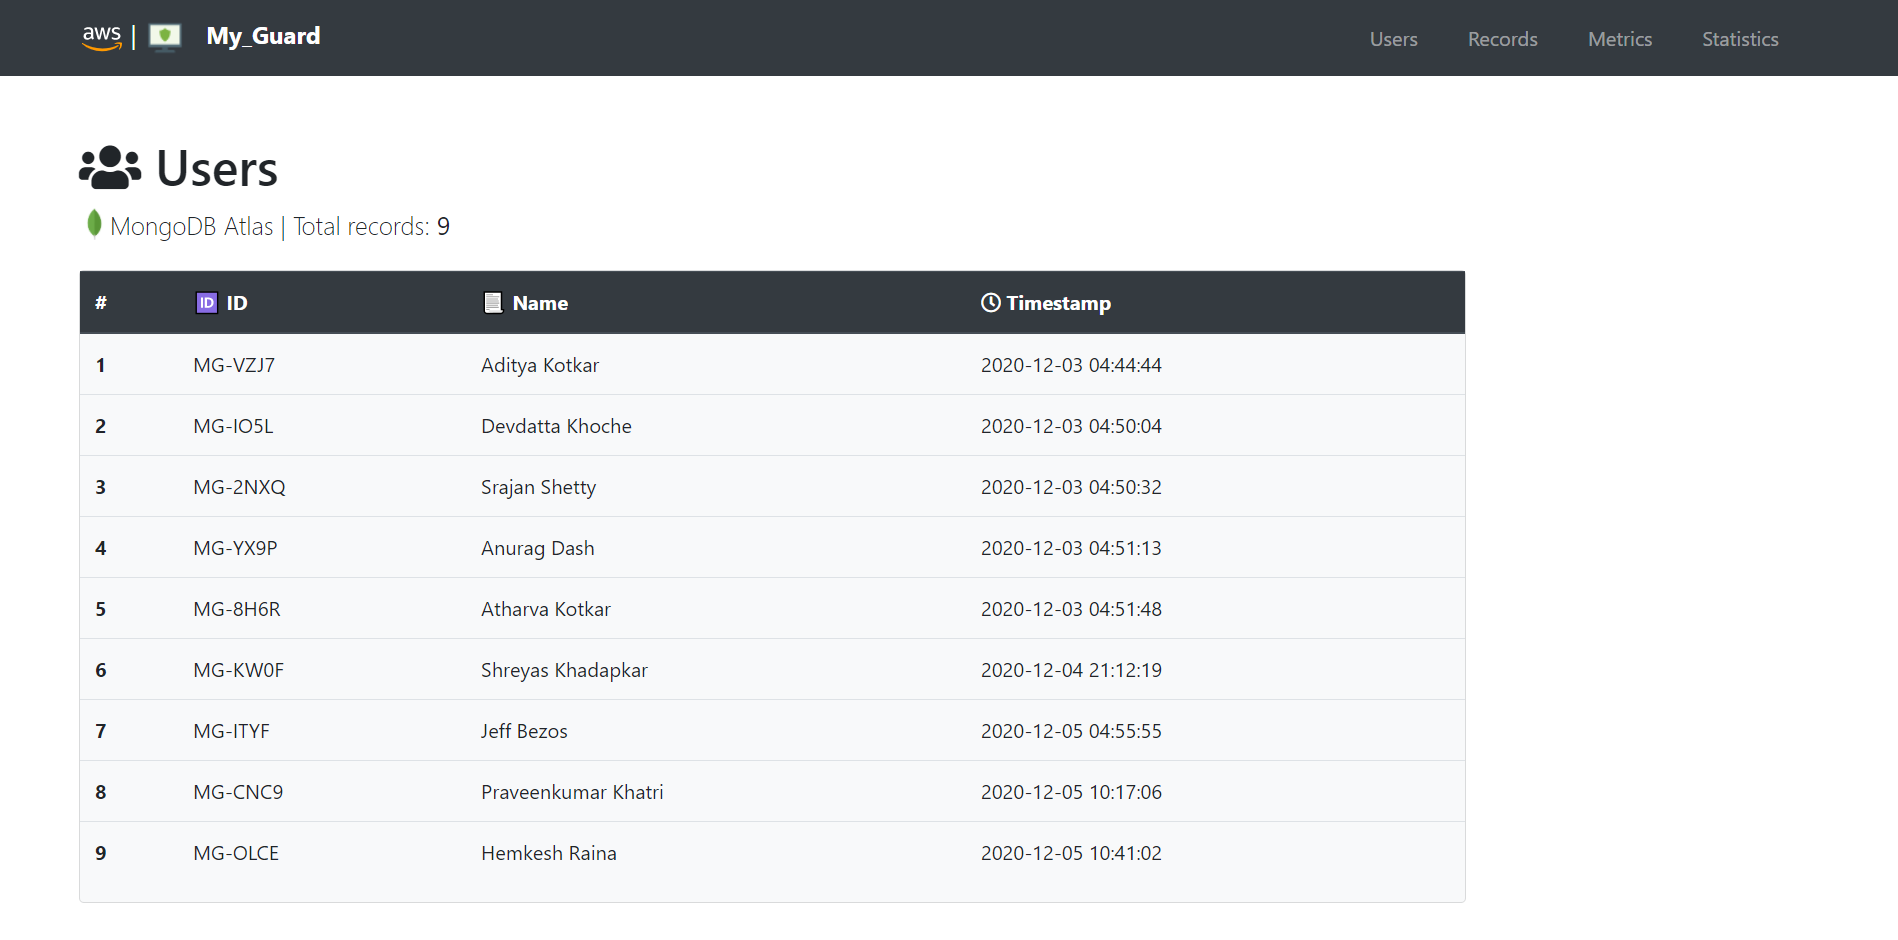 aws | My_Guard Users Records Metrics Statistics
Users
MongoDB Atlas | Total records: 9
# ID ID Name Timestamp
1 MG-VZJ7 Aditya Kotkar 2020-12-03 04:44:44
2 MG-IO5L Devdatta Khoche 2020-12-03 04:50:04
3 MG-2NXQ Srajan Shetty 2020-12-03 04:50:32
4 MG-YX9P Anurag Dash 2020-12-03 04:51:13
5 MG-8H6R Atharva Kotkar 2020-12-03 04:51:48
6 MG-KW0F Shreyas Khadapkar 2020-12-04 21:12:19
7 MG-ITYF Jeff Bezos 2020-12-05 04:55:55
8 MG-CNC9 Praveenkumar Khatri 2020-12-05 10:17:06
9 MG-OLCE Hemkesh Raina 2020-12-05 10:41:02